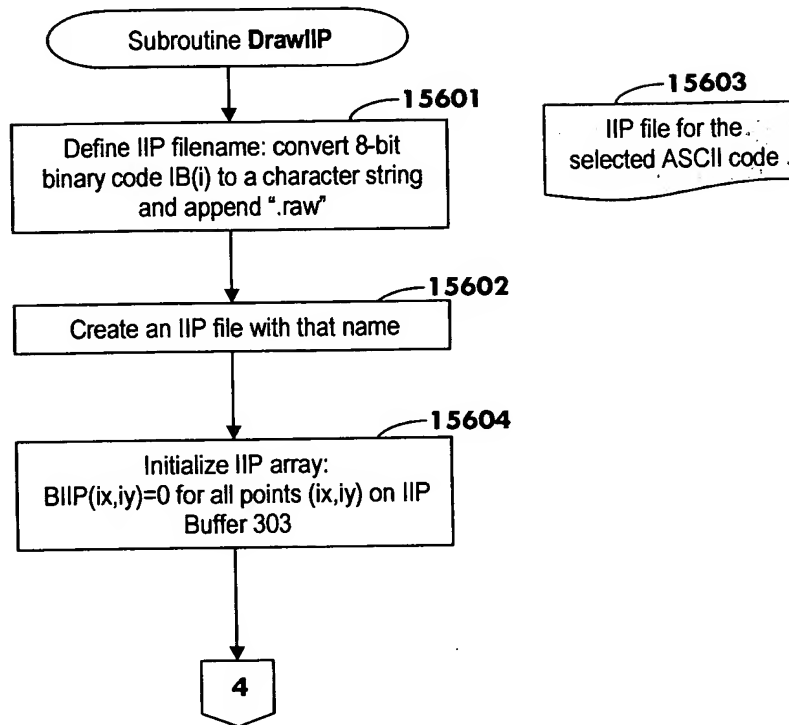 Subroutine DrawIIP
15601
Define IIP filename: convert 8-bit
binary code IB(i) to a character string
and append “.raw”
15603
IIP file for the
selected ASCII code
15602
Create an IIP file with that name
15604
Initialize IIP array:
BIIP(ix,iy)=0 for all points (ix,iy) on IIP
Buffer 303
4